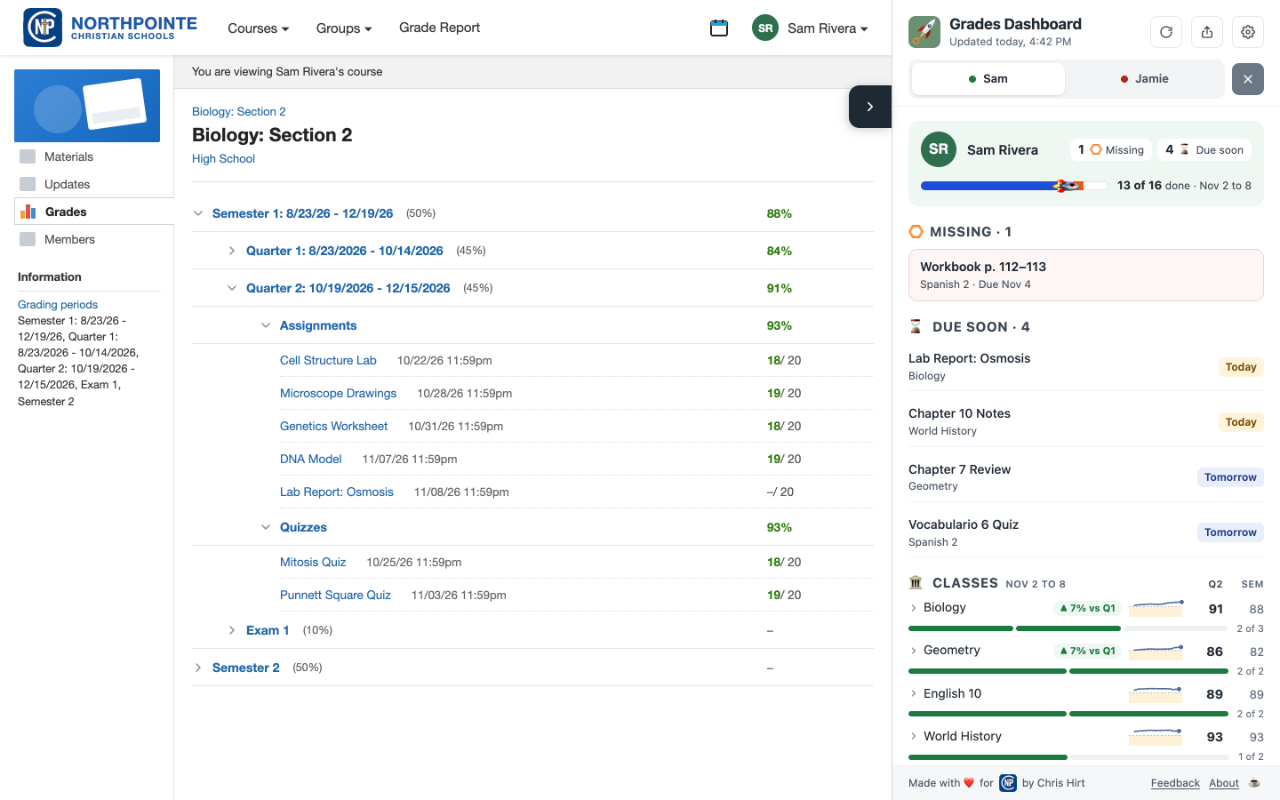 NORTHPOINTE
CHRISTIAN SCHOOLS
Courses
Groups
Grade Report
SR
Sam Rivera
You are viewing Sam Rivera's course
Materials
Updates
Grades
Members
Information
Grading periods
Semester 1: 8/23/26 -
12/19/26, Quarter 1:
8/23/2026 - 10/14/2026,
Quarter 2: 10/19/2026 -
12/15/2026, Exam 1,
Semester 2
Biology: Section 2
Biology: Section 2
High School
Semester 1: 8/23/26 - 12/19/26 (50%) 88%
Quarter 1: 8/23/2026 - 10/14/2026 (45%) 84%
Quarter 2: 10/19/2026 - 12/15/2026 (45%) 91%
Assignments 93%
Cell Structure Lab 10/22/26 11:59pm 18/ 20
Microscope Drawings 10/28/26 11:59pm 19/ 20
Genetics Worksheet 10/31/26 11:59pm 18/ 20
DNA Model 11/07/26 11:59pm 19/ 20
Lab Report: Osmosis 11/08/26 11:59pm –/ 20
Quizzes 93%
Mitosis Quiz 10/25/26 11:59pm 18/ 20
Punnett Square Quiz 11/03/26 11:59pm 19/ 20
Exam 1 (10%) –
Semester 2 (50%) –
Grades Dashboard
Updated today, 4:42 PM
Sam
Jamie
SR
Sam Rivera
1 Missing
4 Due soon
13 of 16 done · Nov 2 to 8
MISSING · 1
Workbook p. 112–113
Spanish 2 · Due Nov 4
DUE SOON · 4
Lab Report: Osmosis
Biology
Today
Chapter 10 Notes
World History
Today
Chapter 7 Review
Geometry
Tomorrow
Vocabulario 6 Quiz
Spanish 2
Tomorrow
CLASSES NOV 2 TO 8 Q2 SEM
Biology ▲ 7% vs Q1 91 88
2 of 3
Geometry ▲ 7% vs Q1 86 82
2 of 2
English 10 89 89
2 of 2
World History 93 93
1 of 2
Made with ❤️ for NP by Chris Hirt
Feedback
About